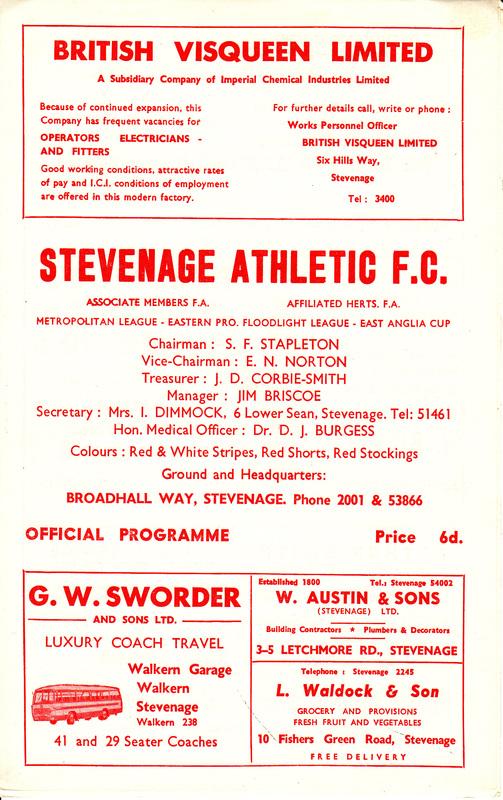 BRITISH VISQUEEN LIMITED
A Subsidiary Company of Imperial Chemical Industries Limited
Because of continued expansion, this
Company has frequent vacancies for
OPERATORS ELECTRICIANS -
AND FITTERS
Good working conditions, attractive rates
of pay and I.C.I. conditions of employment
are offered in this modern factory.
For further details call, write or phone :
Works Personnel Officer
BRITISH VISQUEEN LIMITED
Six Hills Way,
Stevenage
Tel : 3400
STEVENAGE ATHLETIC F.C.
ASSOCIATE MEMBERS F.A. AFFILIATED HERTS. F.A.
METROPOLITAN LEAGUE - EASTERN PRO. FLOODLIGHT LEAGUE - EAST ANGLIA CUP
Chairman : S. F. STAPLETON
Vice-Chairman : E. N. NORTON
Treasurer : J. D. CORBIE-SMITH
Manager : JIM BRISCOE
Secretary : Mrs. I. DIMMOCK, 6 Lower Sean, Stevenage. Tel: 51461
Hon. Medical Officer : Dr. D. J. BURGESS
Colours : Red & White Stripes, Red Shorts, Red Stockings
Ground and Headquarters:
BROADHALL WAY, STEVENAGE. Phone 2001 & 53866
OFFICIAL PROGRAMME Price 6d.
G. W. SWORDER
AND SONS LTD.
LUXURY COACH TRAVEL
Walkern Garage
Walkern
Stevenage
Walkern 238
41 and 29 Seater Coaches
Established 1800 Tel.: Stevenage 54002
W. AUSTIN & SONS
(STEVENAGE) LTD.
Building Contractors ★ Plumbers & Decorators
3-5 LETCHMORE RD., STEVENAGE
Telephone : Stevenage 2245
L. Waldock & Son
GROCERY AND PROVISIONS
FRESH FRUIT AND VEGETABLES
10 Fishers Green Road, Stevenage
FREE DELIVERY